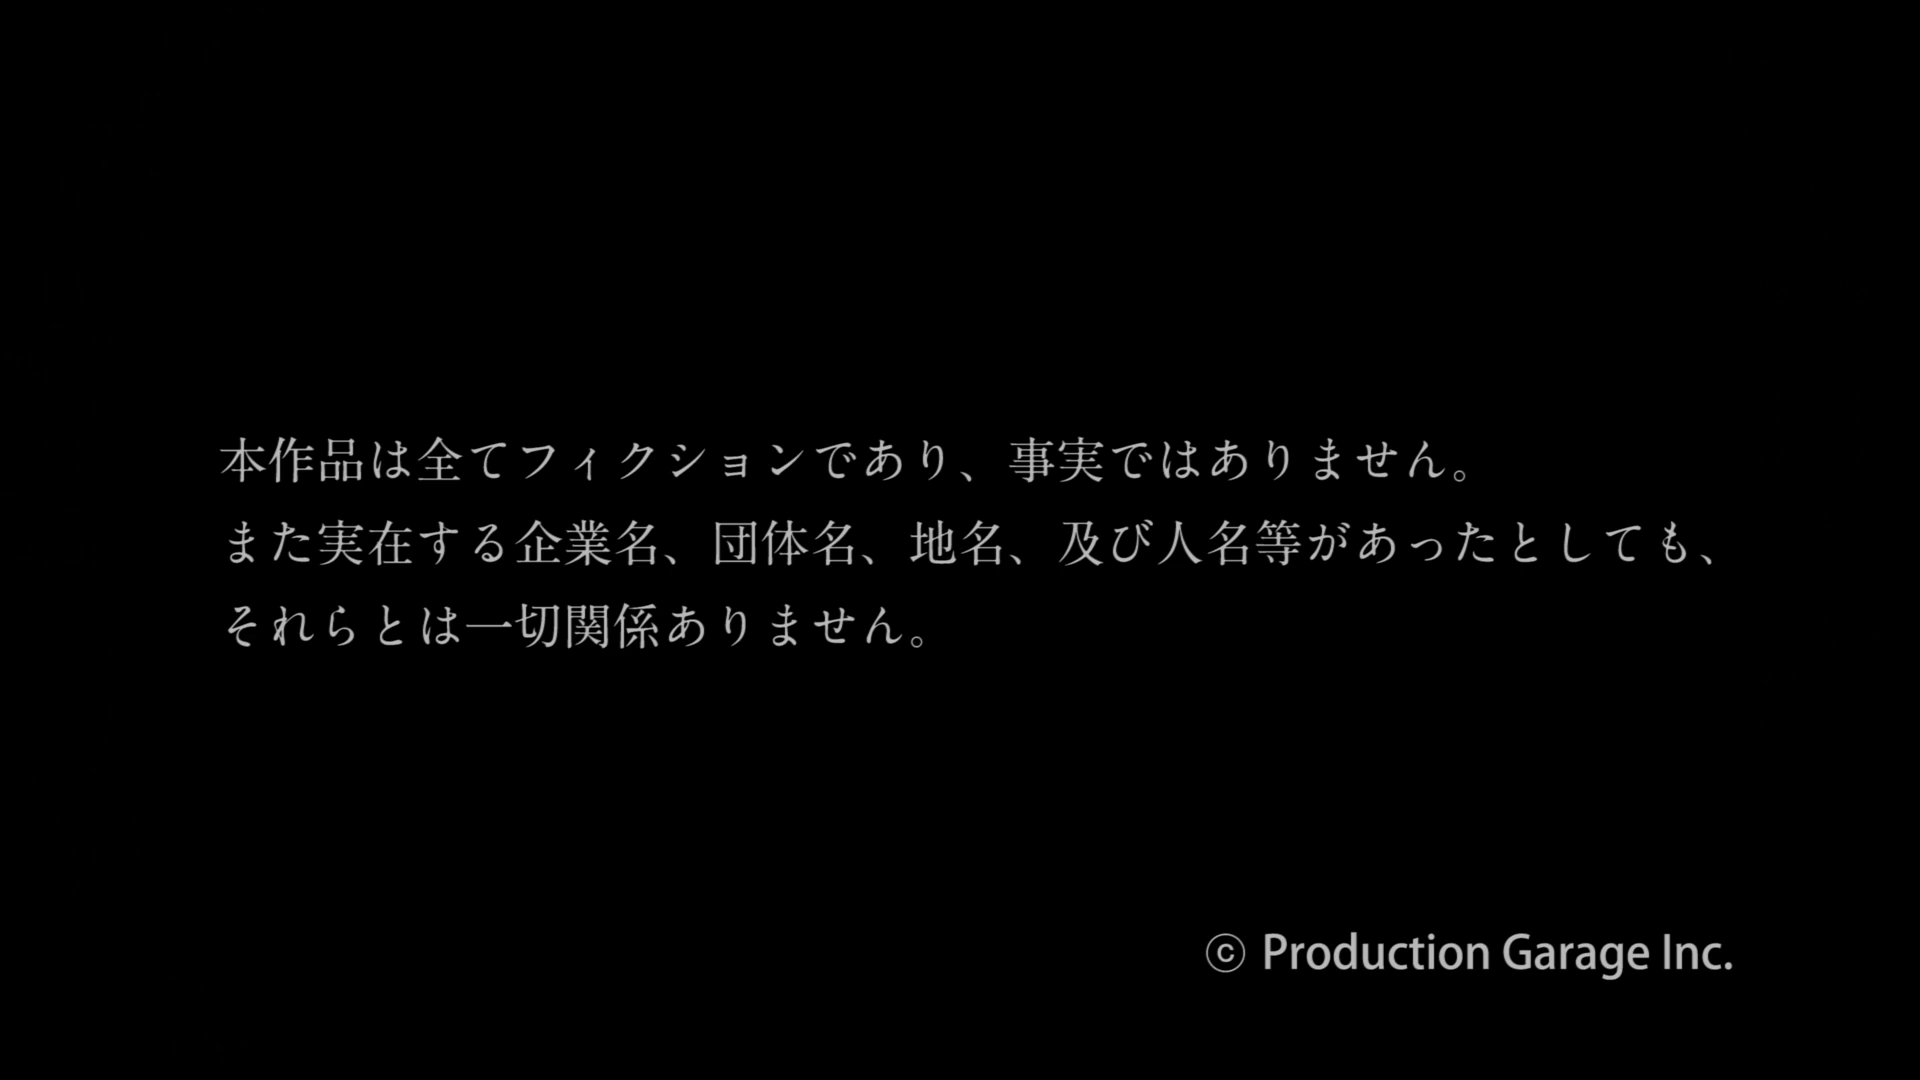 本作品は全てフィクションであり、事実ではありません。
また実在する企業名、団体名、地名、及び人名等があったとしても、
それらとは一切関係ありません。
ⓒ Production Garage Inc.